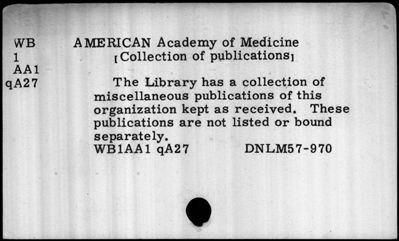 WB AMERICAN Academy of Medicine
1 [Collection of publications]
AA1
qA27 The Library has a collection of
miscellaneous publications of this
organization kept as received. These
publications are not listed or bound
separately.
WB1AA1 qA27 DNLM57-970